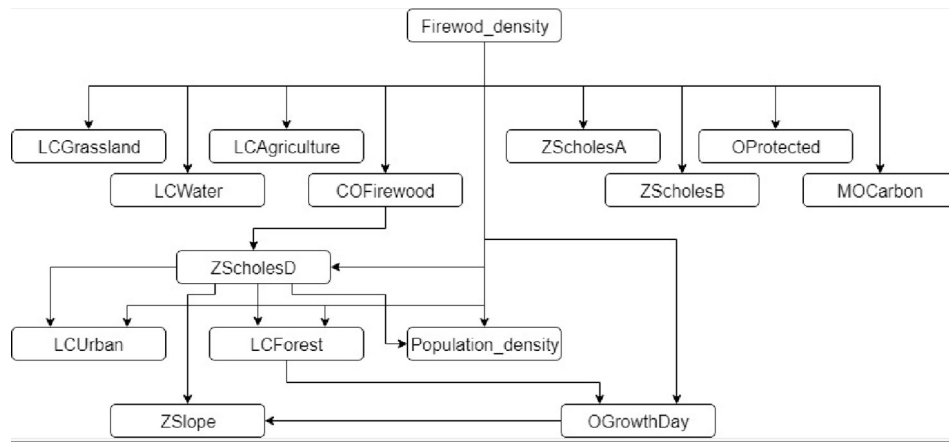 Firewod_density
LCGrassland
LCAgriculture
ZScholesA
OProtected
LCWater
COFirewood
ZScholesB
MOCarbon
ZScholesD
LCUrban
LCForest
Population_density
ZSlope
OGrowthDay